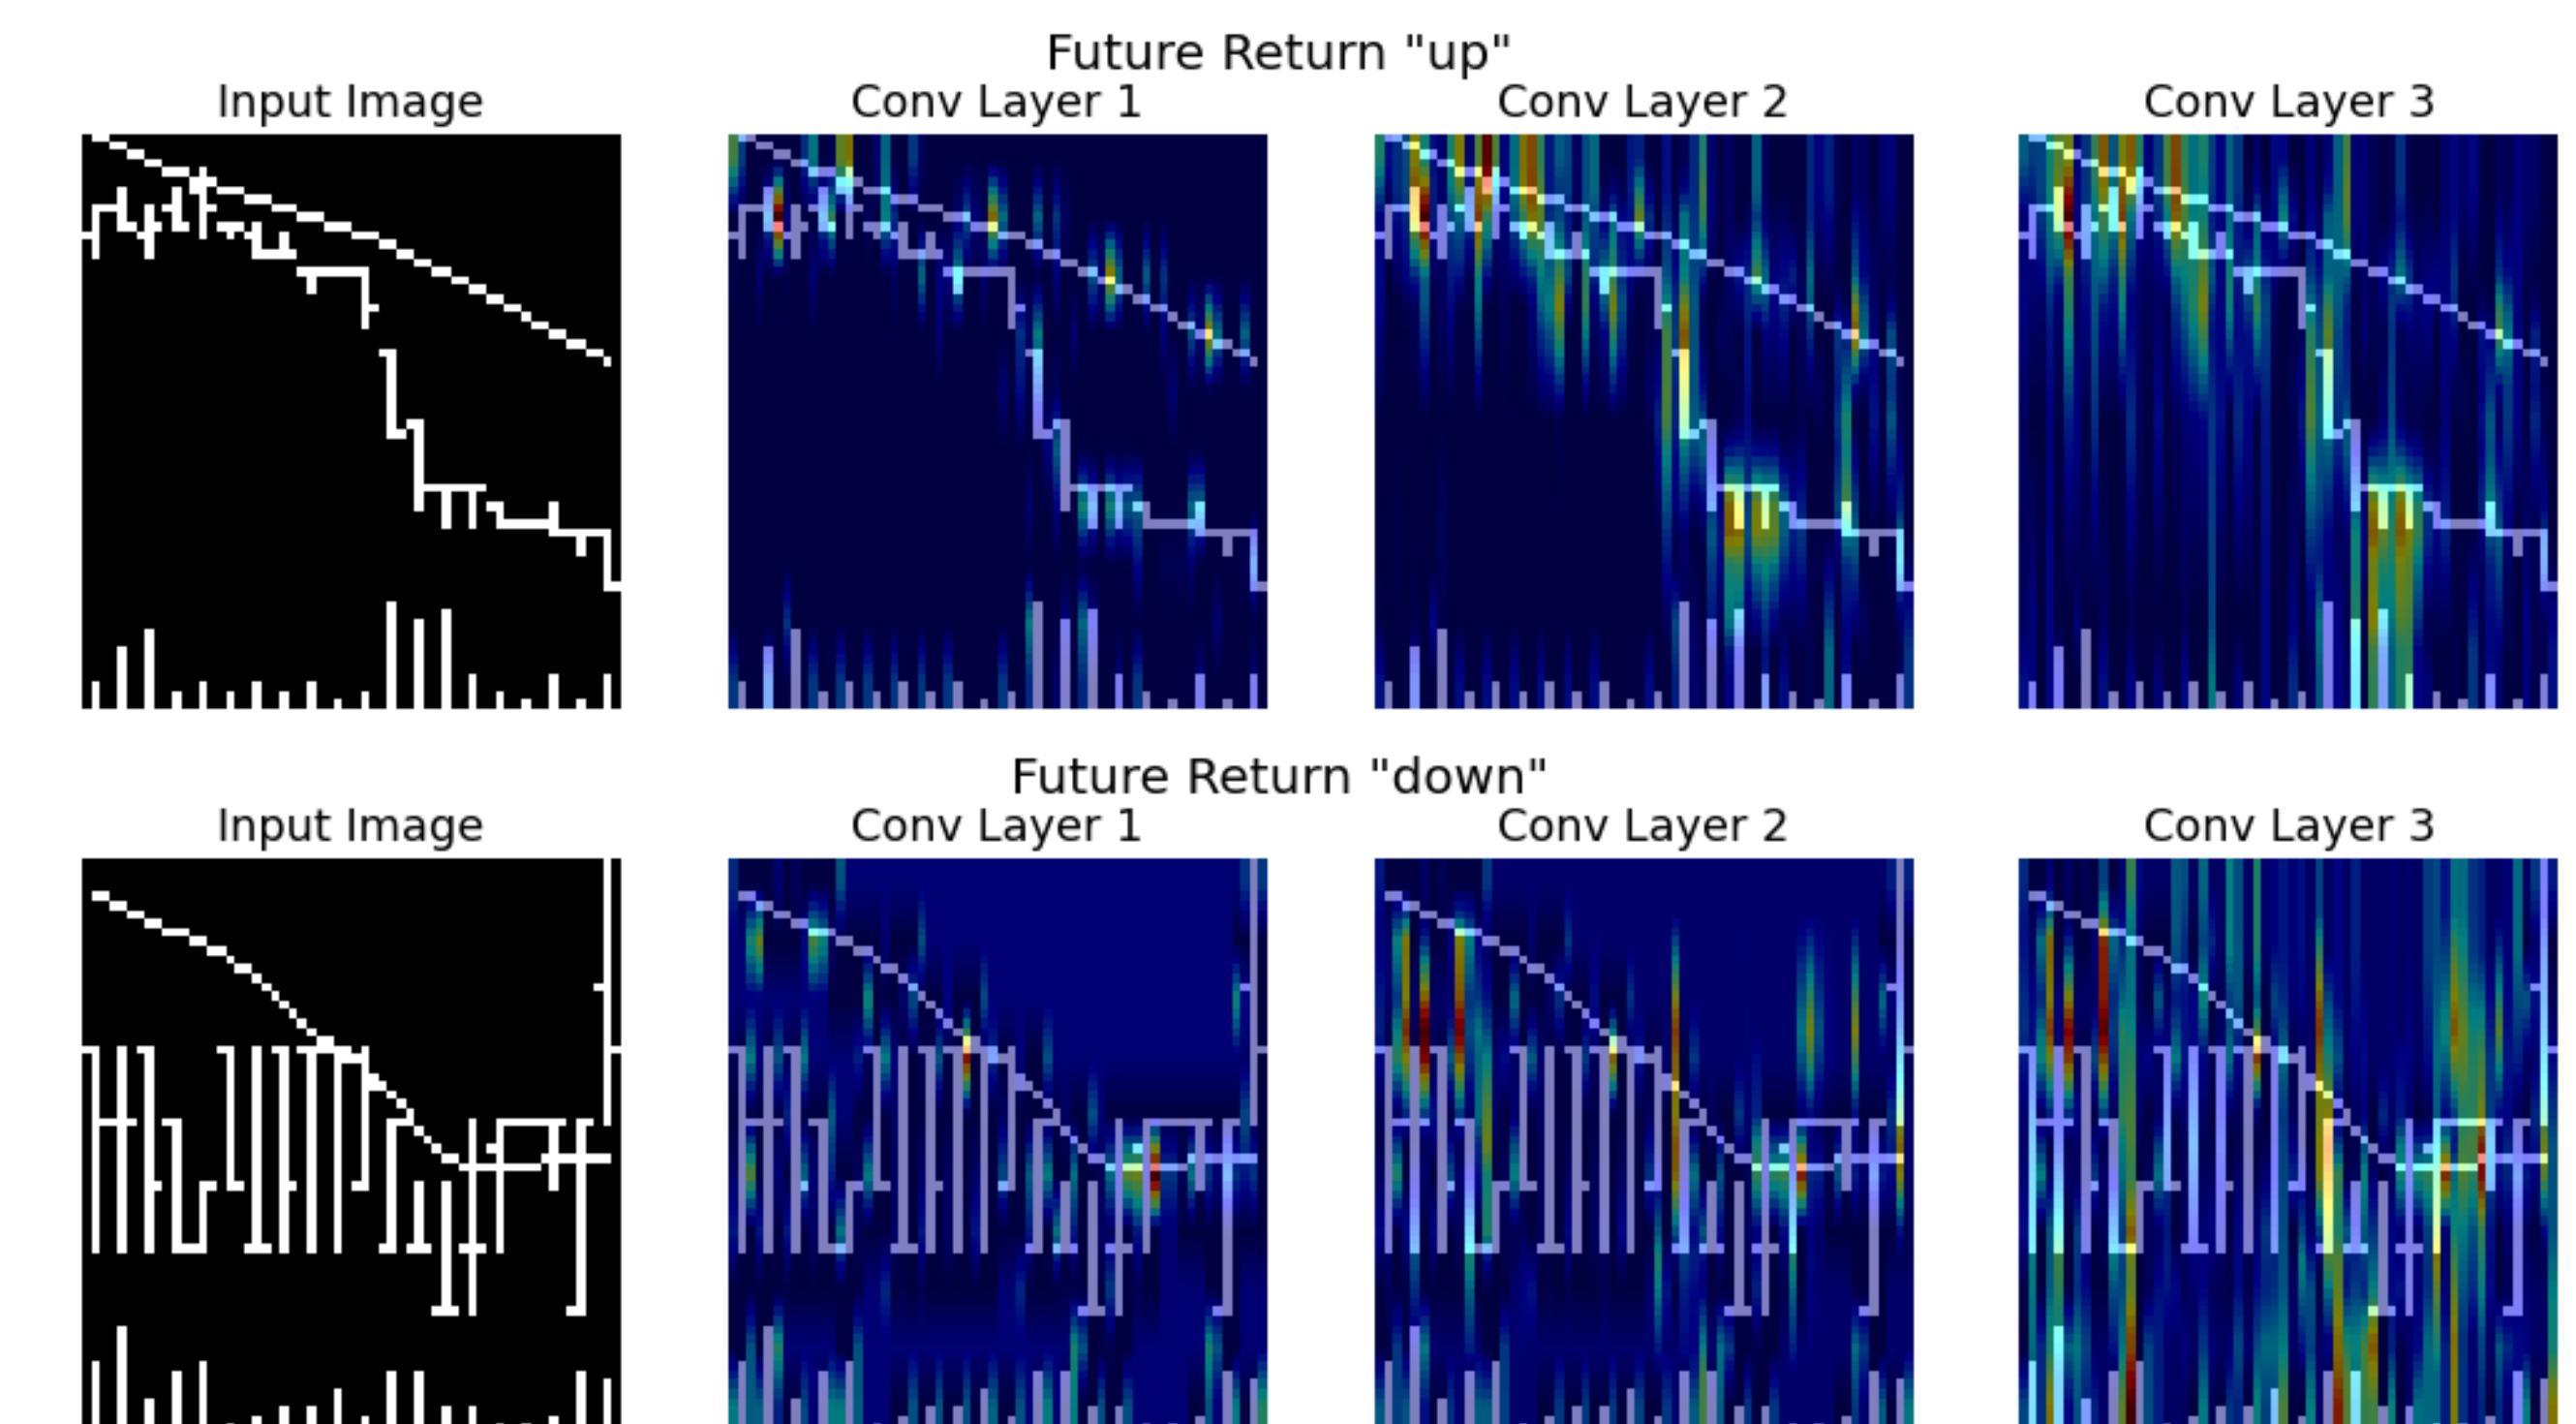 Future Return "up"
Input Image Conv Layer 1 Conv Layer 2 Conv Layer 3
Future Return "down"
Input Image Conv Layer 1 Conv Layer 2 Conv Layer 3